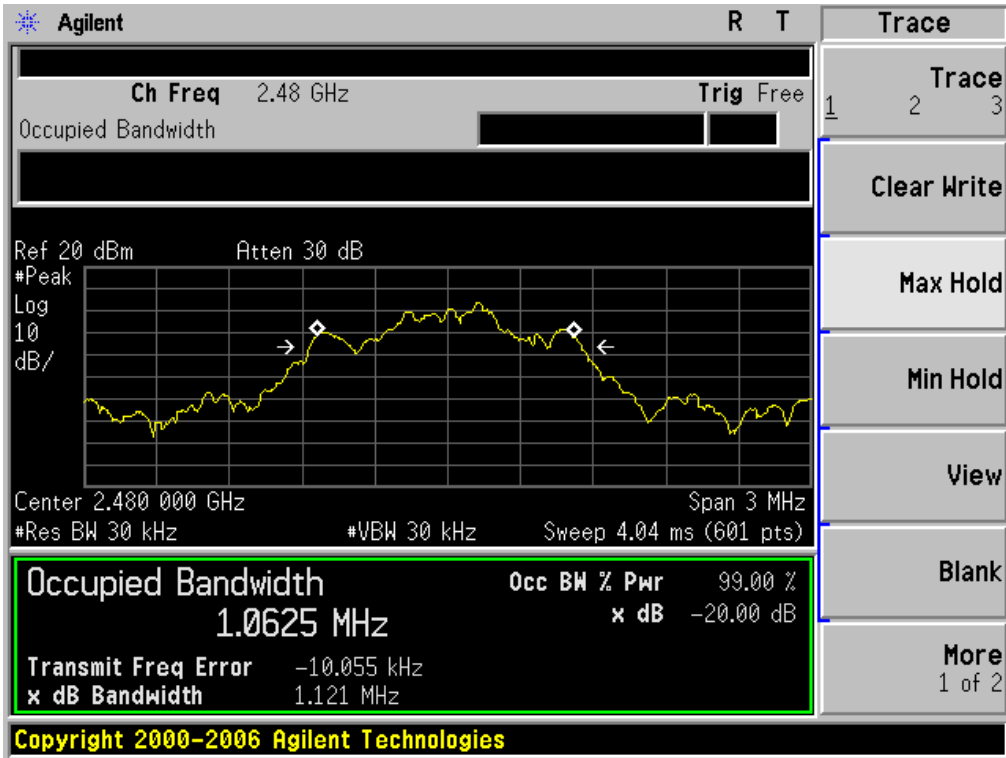 Agilent R T
Ch Freq 2.48 GHz Trig Free
Occupied Bandwidth
Ref 20 dBm Atten 30 dB
#Peak
Log
10
dB/
Center 2.480 000 GHz Span 3 MHz
#Res BW 30 kHz #VBW 30 kHz Sweep 4.04 ms (601 pts)
Occupied Bandwidth Occ BW % Pwr 99.00 %
1.0625 MHz x dB -20.00 dB
Transmit Freq Error -10.055 kHz
x dB Bandwidth 1.121 MHz
Copyright 2000-2006 Agilent Technologies
Trace
Trace
1 2 3
Clear Write
Max Hold
Min Hold
View
Blank
More
1 of 2